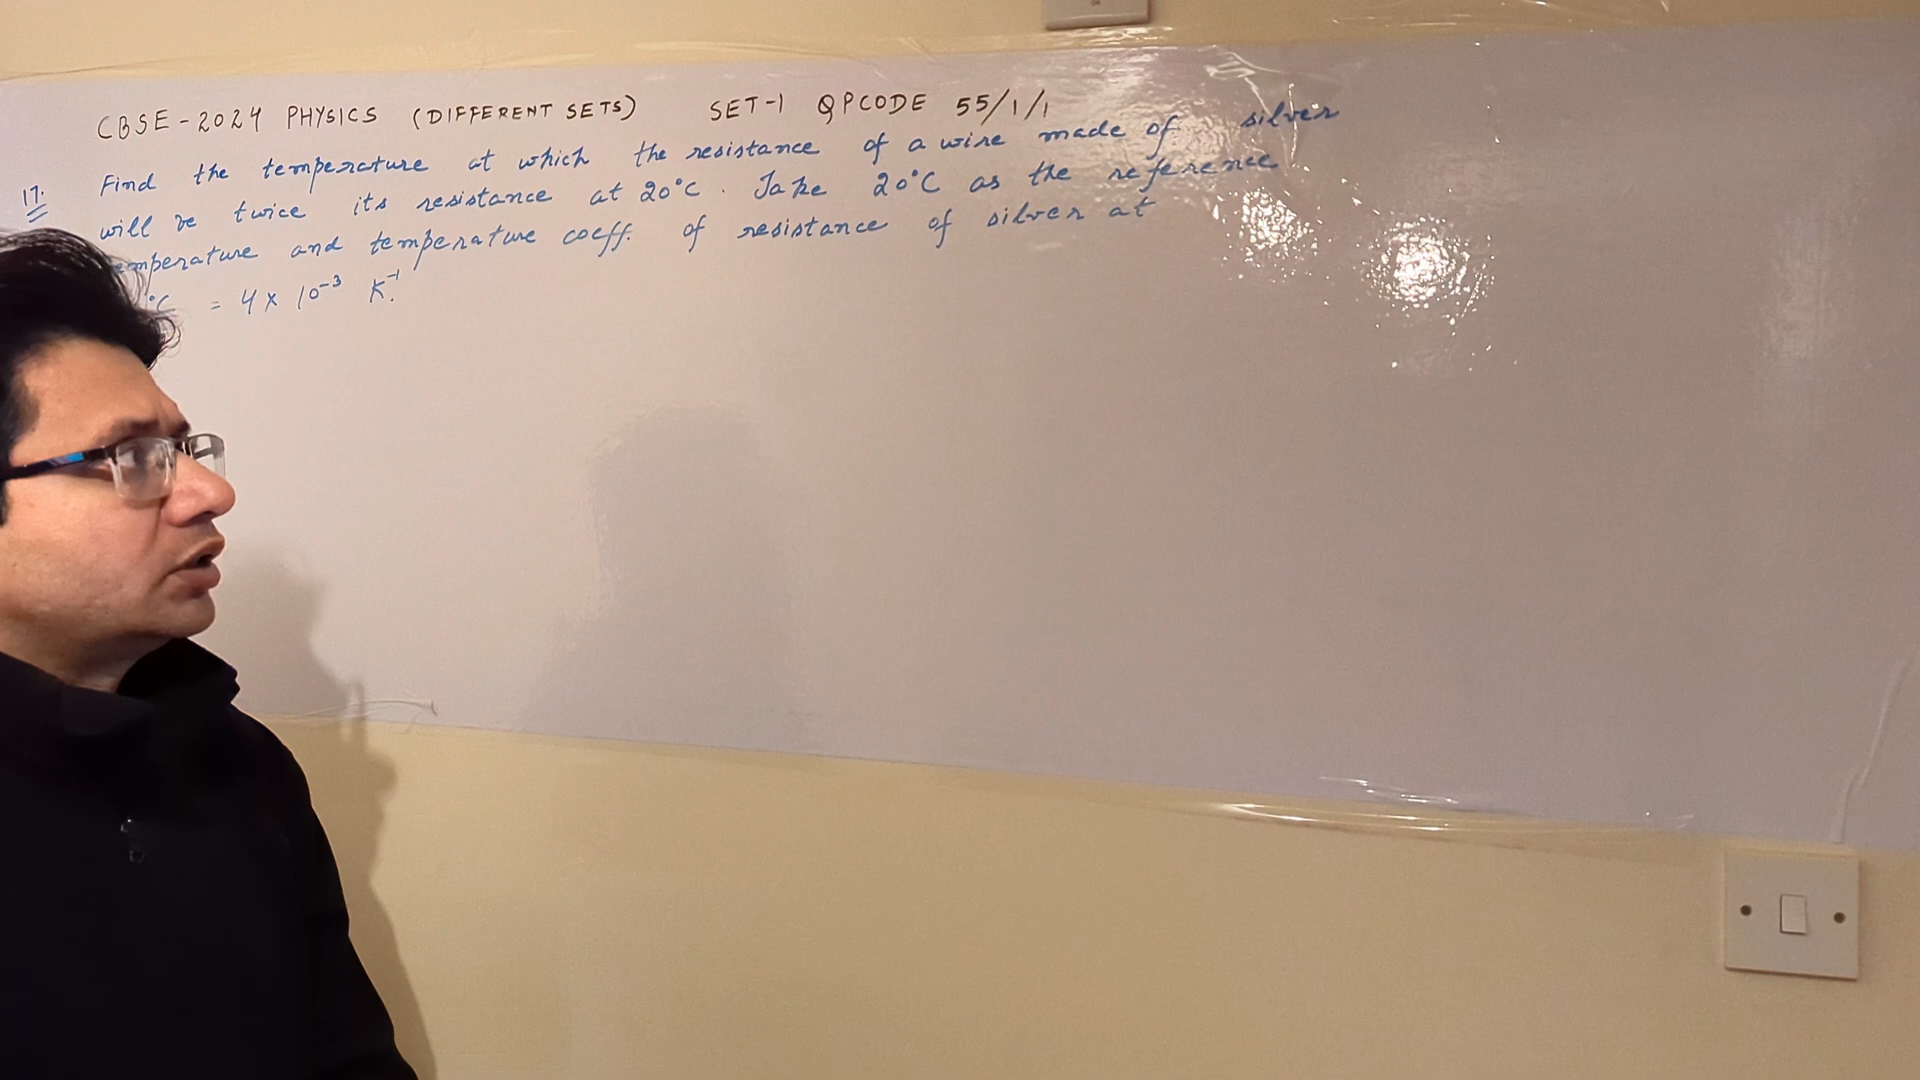 CBSE-2024 PHYSICS (DIFFERENT SETS) SET-1 QPCODE 55/1/1
17. Find the temperature at which the resistance of a wire made of silver
will be twice its resistance at 20°C. Take 20°C as the reference
emperature and temperature coeff. of resistance of silver at
°C = 4 × 10⁻³ K⁻¹.